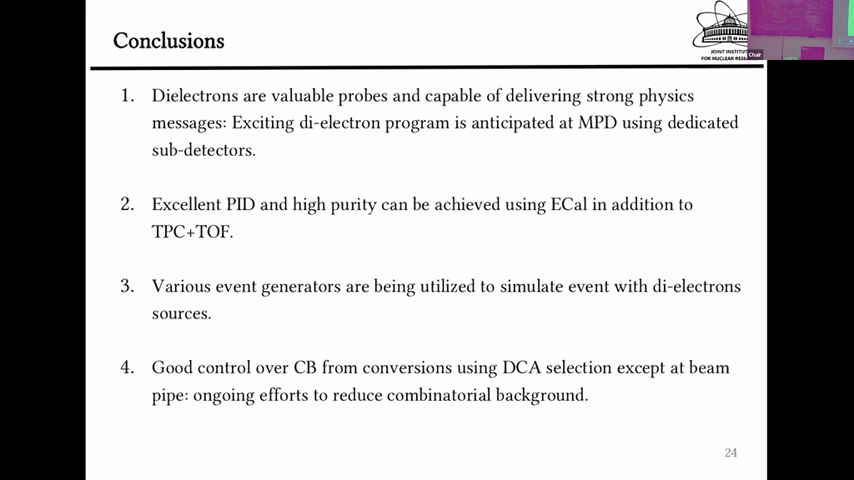 Conclusions
JOINT INSTITU
FOR NUCLEAR RESEA
Chair
1. Dielectrons are valuable probes and capable of delivering strong physics
messages: Exciting di-electron program is anticipated at MPD using dedicated
sub-detectors.
2. Excellent PID and high purity can be achieved using ECal in addition to
TPC+TOF.
3. Various event generators are being utilized to simulate event with di-electrons
sources.
4. Good control over CB from conversions using DCA selection except at beam
pipe: ongoing efforts to reduce combinatorial background.
24